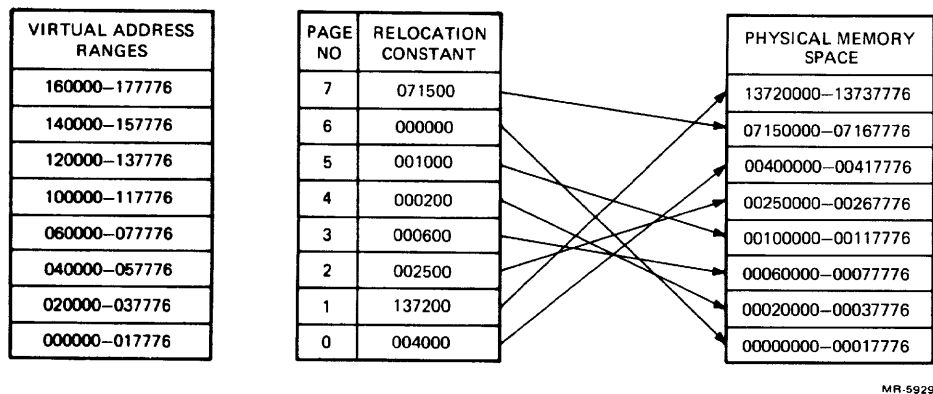 VIRTUAL ADDRESS
RANGES
160000–177776
140000–157776
120000–137776
100000–117776
060000–077776
040000–057776
020000–037776
000000–017776
PAGE
NO
RELOCATION
CONSTANT
7 071500
6 000000
5 001000
4 000200
3 000600
2 002500
1 137200
0 004000
PHYSICAL MEMORY
SPACE
13720000–13737776
07150000–07167776
00400000–00417776
00250000–00267776
00100000–00117776
00060000–00077776
00020000–00037776
00000000–00017776
MR-5929